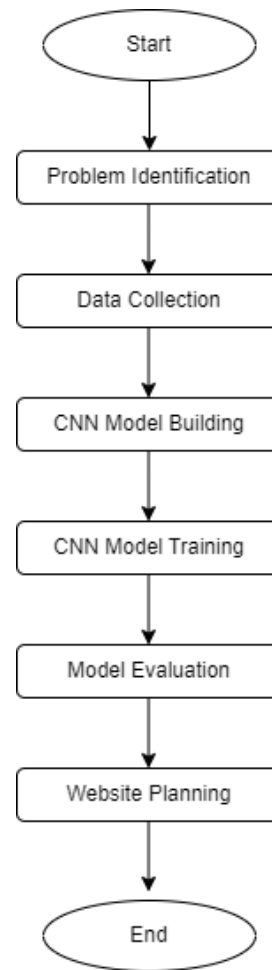 Start
Problem Identification
Data Collection
CNN Model Building
CNN Model Training
Model Evaluation
Website Planning
End